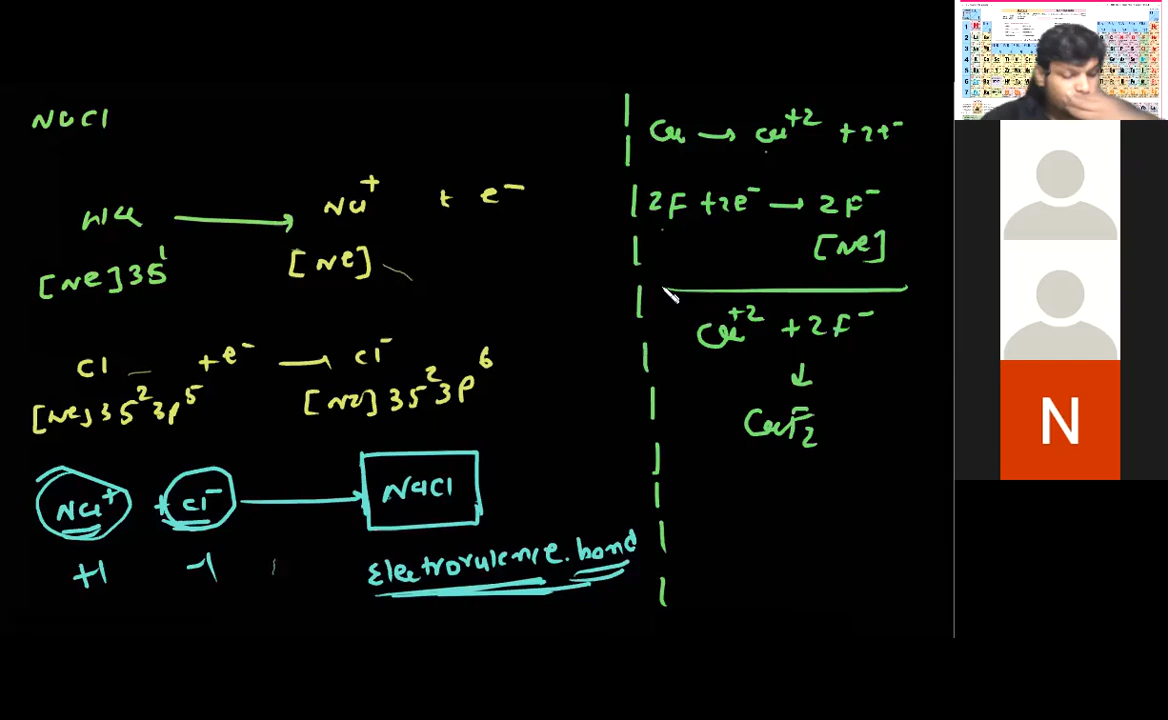 NaCl
Na ⟶ Na⁺ + e⁻
[Ne]3s¹ [Ne]
Cl + e⁻ ⟶ Cl⁻
[Ne]3s²3p⁵ [Ne]3s²3p⁶
Na⁺ + Cl⁻ ⟶ NaCl
+1 -1
Electrovalence. bond
Ca ⟶ Ca⁺² + 2e⁻
2F + 2e⁻ ⟶ 2F⁻
[Ne]
Ca⁺² + 2F⁻
↓
CaF₂
N